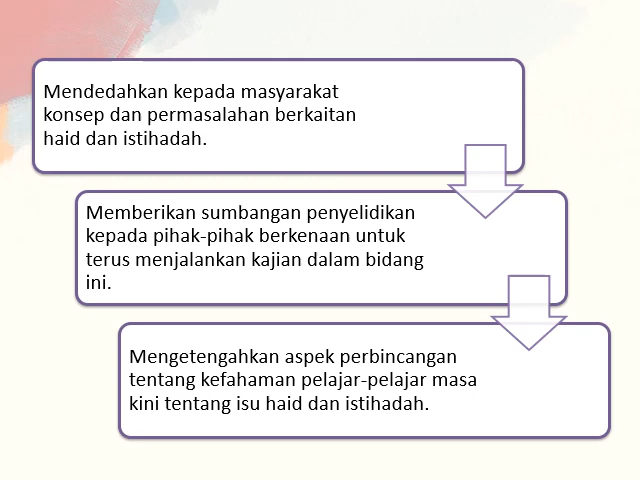 Mendedahkan kepada masyarakat
konsep dan permasalahan berkaitan
haid dan istihadah.
Memberikan sumbangan penyelidikan
kepada pihak-pihak berkenaan untuk
terus menjalankan kajian dalam bidang
ini.
Mengetengahkan aspek perbincangan
tentang kefahaman pelajar-pelajar masa
kini tentang isu haid dan istihadah.